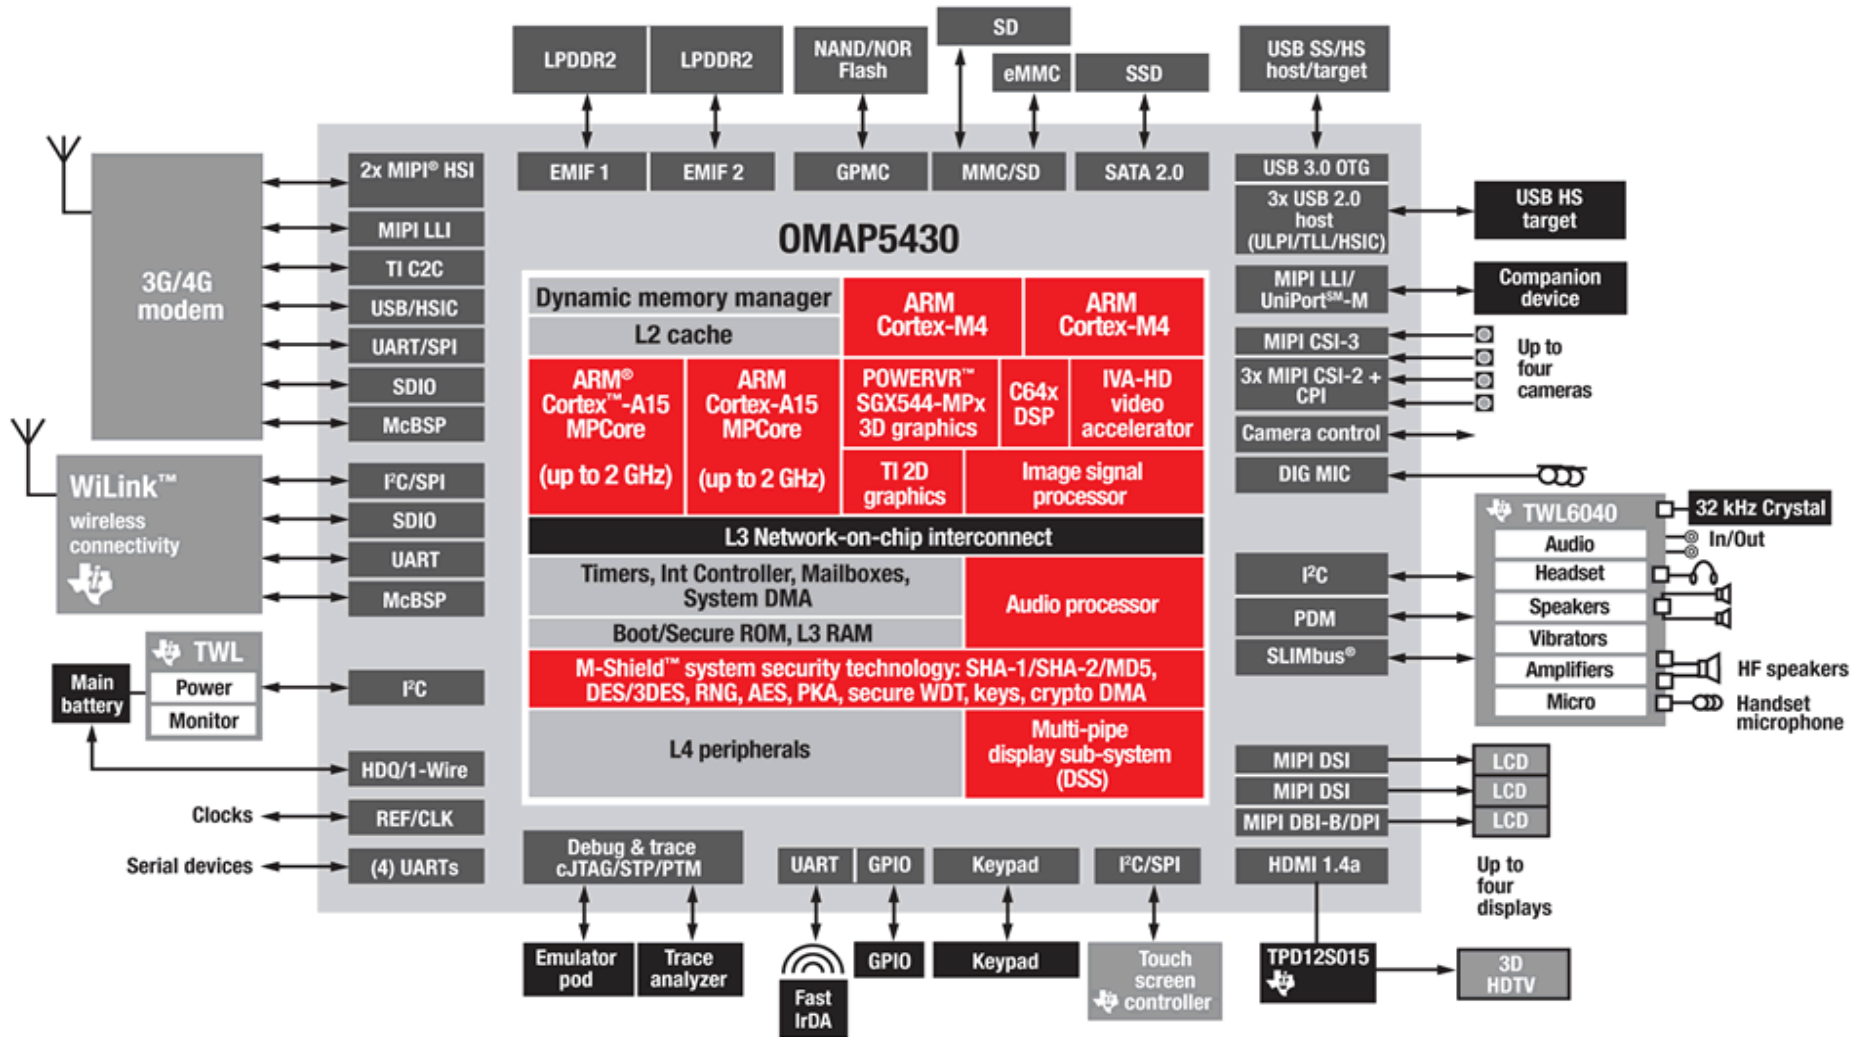 LPDDR2
LPDDR2
NAND/NOR
Flash
SD
eMMC
SSD
USB SS/HS
host/target
EMIF 1
EMIF 2
GPMC
MMC/SD
SATA 2.0
3G/4G
modem
2x MIPI® HSI
MIPI LLI
TI C2C
USB/HSIC
UART/SPI
SDIO
McBSP
WiLink™
wireless
connectivity
I²C/SPI
SDIO
UART
McBSP
Main
battery
TWL
Power
Monitor
I²C
HDQ/1-Wire
Clocks
REF/CLK
Serial devices
(4) UARTs
OMAP5430
Dynamic memory manager
L2 cache
ARM
Cortex-M4
ARM
Cortex-M4
ARM®
Cortex™-A15
MPCore
(up to 2 GHz)
ARM
Cortex-A15
MPCore
(up to 2 GHz)
POWERVR™
SGX544-MPx
3D graphics
C64x
DSP
IVA-HD
video
accelerator
TI 2D
graphics
Image signal
processor
L3 Network-on-chip interconnect
Timers, Int Controller, Mailboxes,
System DMA
Boot/Secure ROM, L3 RAM
Audio processor
M-Shield™ system security technology: SHA-1/SHA-2/MD5,
DES/3DES, RNG, AES, PKA, secure WDT, keys, crypto DMA
L4 peripherals
Multi-pipe
display sub-system
(DSS)
USB 3.0 OTG
3x USB 2.0
host
(ULPI/TLL/HSIC)
USB HS
target
MIPI LLI/
UniPort℠-M
Companion
device
MIPI CSI-3
3x MIPI CSI-2 +
CPI
Up to
four
cameras
Camera control
DIG MIC
I²C
PDM
SLIMbus®
TWL6040
Audio
Headset
Speakers
Vibrators
Amplifiers
Micro
32 kHz Crystal
In/Out
HF speakers
Handset
microphone
MIPI DSI
LCD
MIPI DSI
LCD
MIPI DBI-B/DPI
LCD
HDMI 1.4a
Up to
four
displays
Debug & trace
cJTAG/STP/PTM
UART
GPIO
Keypad
I²C/SPI
Emulator
pod
Trace
analyzer
Fast
IrDA
GPIO
Keypad
Touch
screen
controller
TPD12S015
3D
HDTV